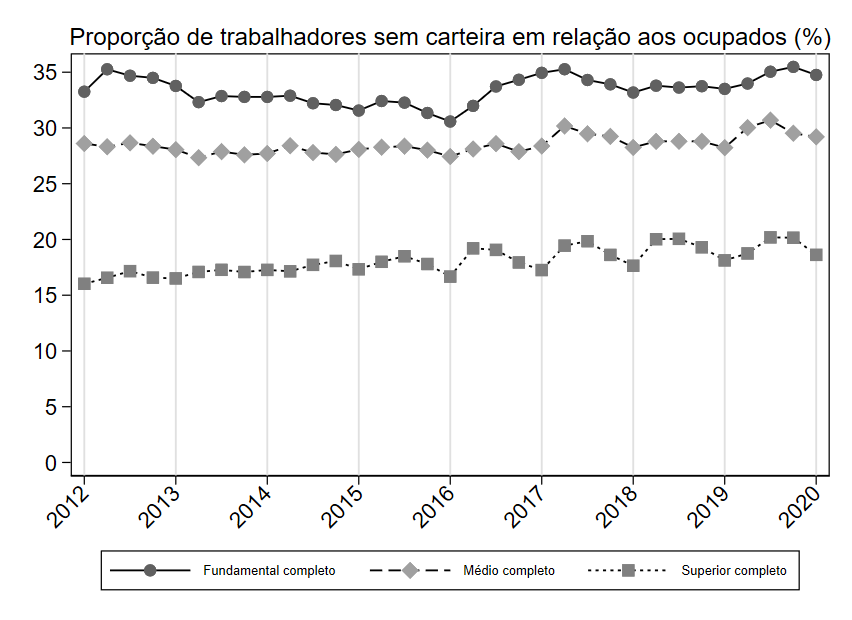 Proporção de trabalhadores sem carteira em relação aos ocupados (%)
35
30
25
20
15
10
5
0
2012 2013 2014 2015 2016 2017 2018 2019 2020
Fundamental completo Médio completo Superior completo